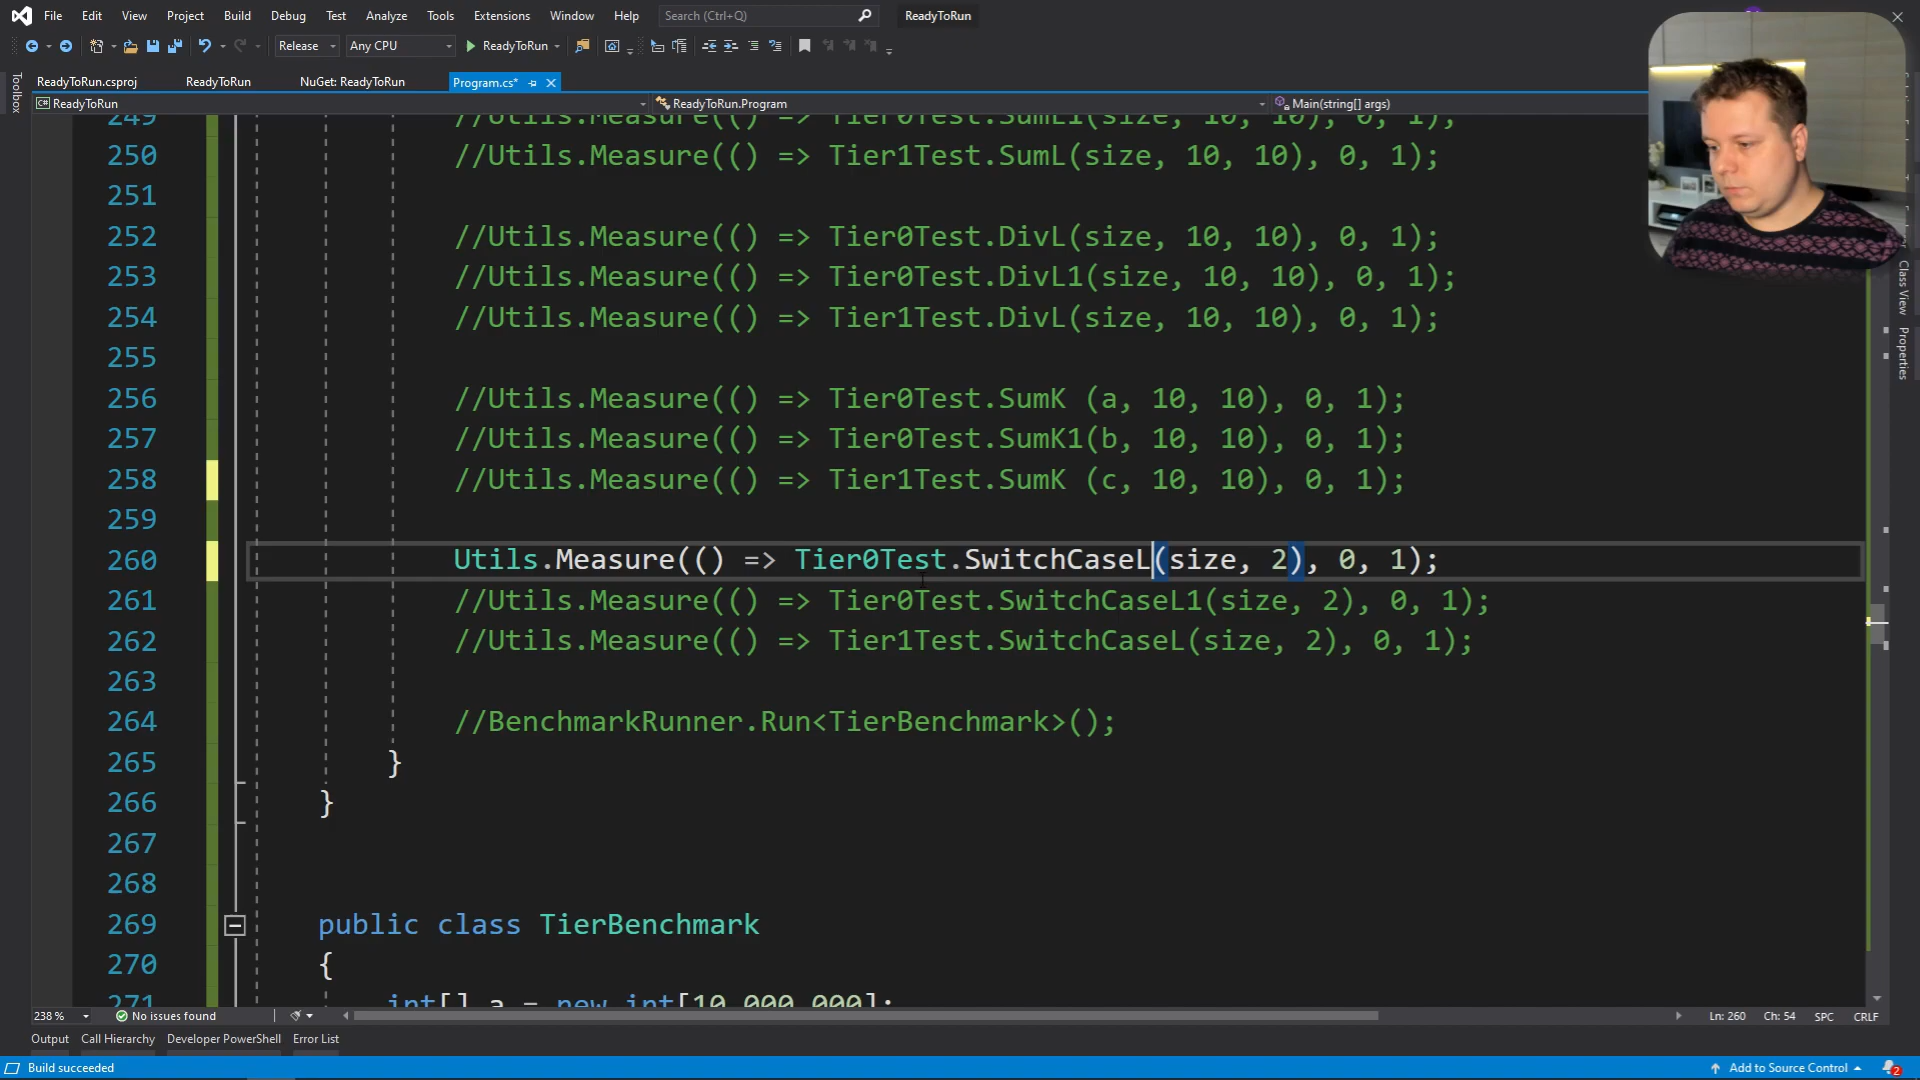 File Edit View Project Build Debug Test Analyze Tools Extensions Window Help Search (Ctrl+Q) ReadyToRun
Release Any CPU ReadyToRun
ReadyToRun.csproj ReadyToRun NuGet: ReadyToRun Program.cs*
Toolbox
ReadyToRun ReadyToRun.Program Main(string[] args)
249 //Utils.Measure(() => Tier0Test.SumL1(size, 10, 10), 0, 1);
250 //Utils.Measure(() => Tier1Test.SumL(size, 10, 10), 0, 1);
251
252 //Utils.Measure(() => Tier0Test.DivL(size, 10, 10), 0, 1);
253 //Utils.Measure(() => Tier0Test.DivL1(size, 10, 10), 0, 1);
254 //Utils.Measure(() => Tier1Test.DivL(size, 10, 10), 0, 1);
255
256 //Utils.Measure(() => Tier0Test.SumK (a, 10, 10), 0, 1);
257 //Utils.Measure(() => Tier0Test.SumK1(b, 10, 10), 0, 1);
258 //Utils.Measure(() => Tier1Test.SumK (c, 10, 10), 0, 1);
259
260 Utils.Measure(() => Tier0Test.SwitchCaseL(size, 2), 0, 1);
261 //Utils.Measure(() => Tier0Test.SwitchCaseL1(size, 2), 0, 1);
262 //Utils.Measure(() => Tier1Test.SwitchCaseL(size, 2), 0, 1);
263
264 //BenchmarkRunner.Run<TierBenchmark>();
265 }
266 }
267
268
269 public class TierBenchmark
270 {
271 int[] a = new int[10_000_000];
Class View
Properties
238 % No issues found Ln: 260 Ch: 54 SPC CRLF
Output Call Hierarchy Developer PowerShell Error List
Build succeeded Add to Source Control 2